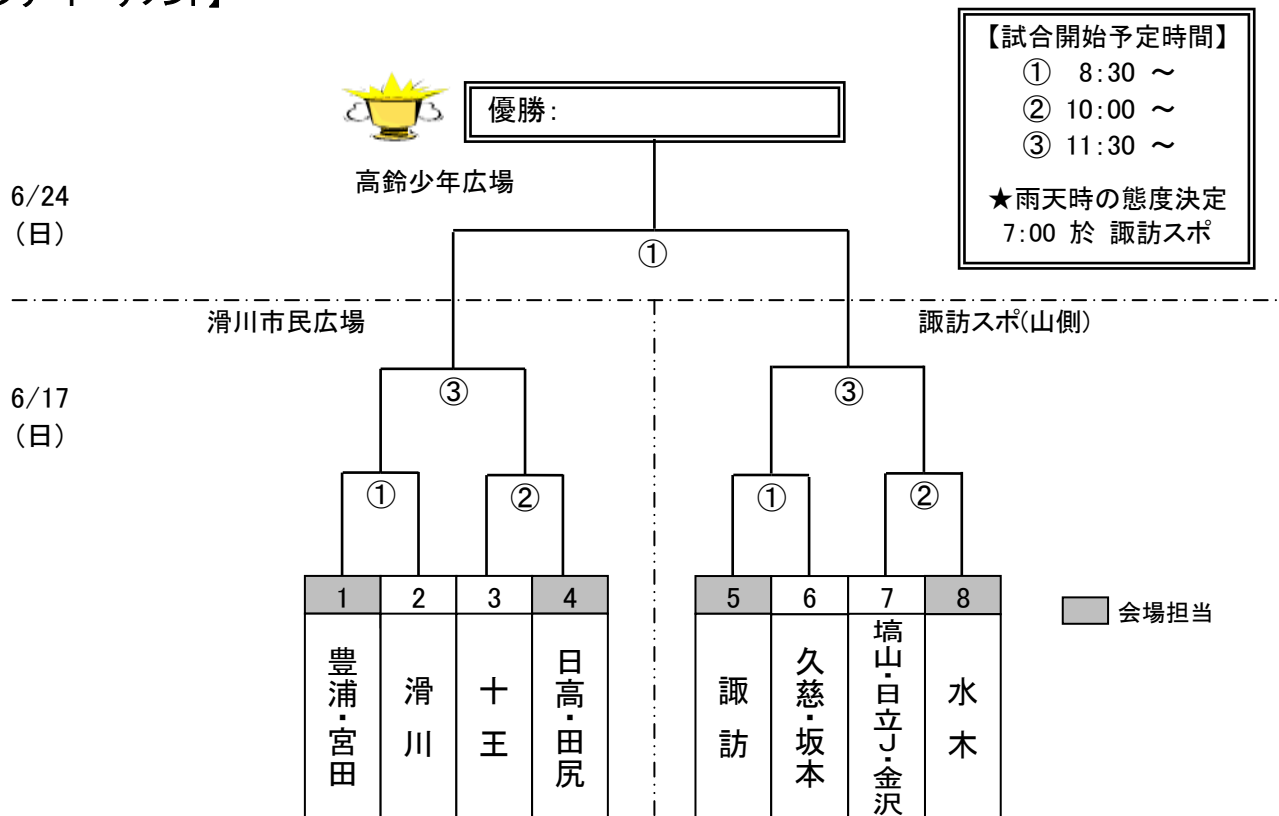 【試合開始予定時間】
① 8:30 ～
② 10:00 ～
③ 11:30 ～
★雨天時の態度決定
7:00 於 諏訪スポ
優勝:
高鈴少年広場
6/24
（日）
①
滑川市民広場
諏訪スポ(山側)
6/17
（日）
③
③
①
②
①
②
1
2
3
4
5
6
7
8
会場担当
豊浦・宮田
滑川
十王
日高・田尻
諏訪
久慈・坂本
塙山・日立J・金沢
水木